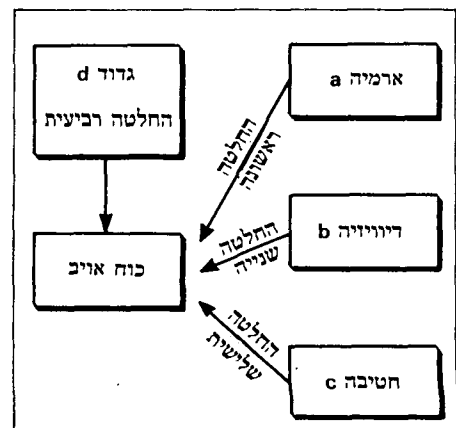 ארמיה a
גדוד d
החלטה רביעית
החלטה
ראשונה
דיוויזיה b
החלטה
שנייה
כוח אויב
החלטה
שלישית
חטיבה c